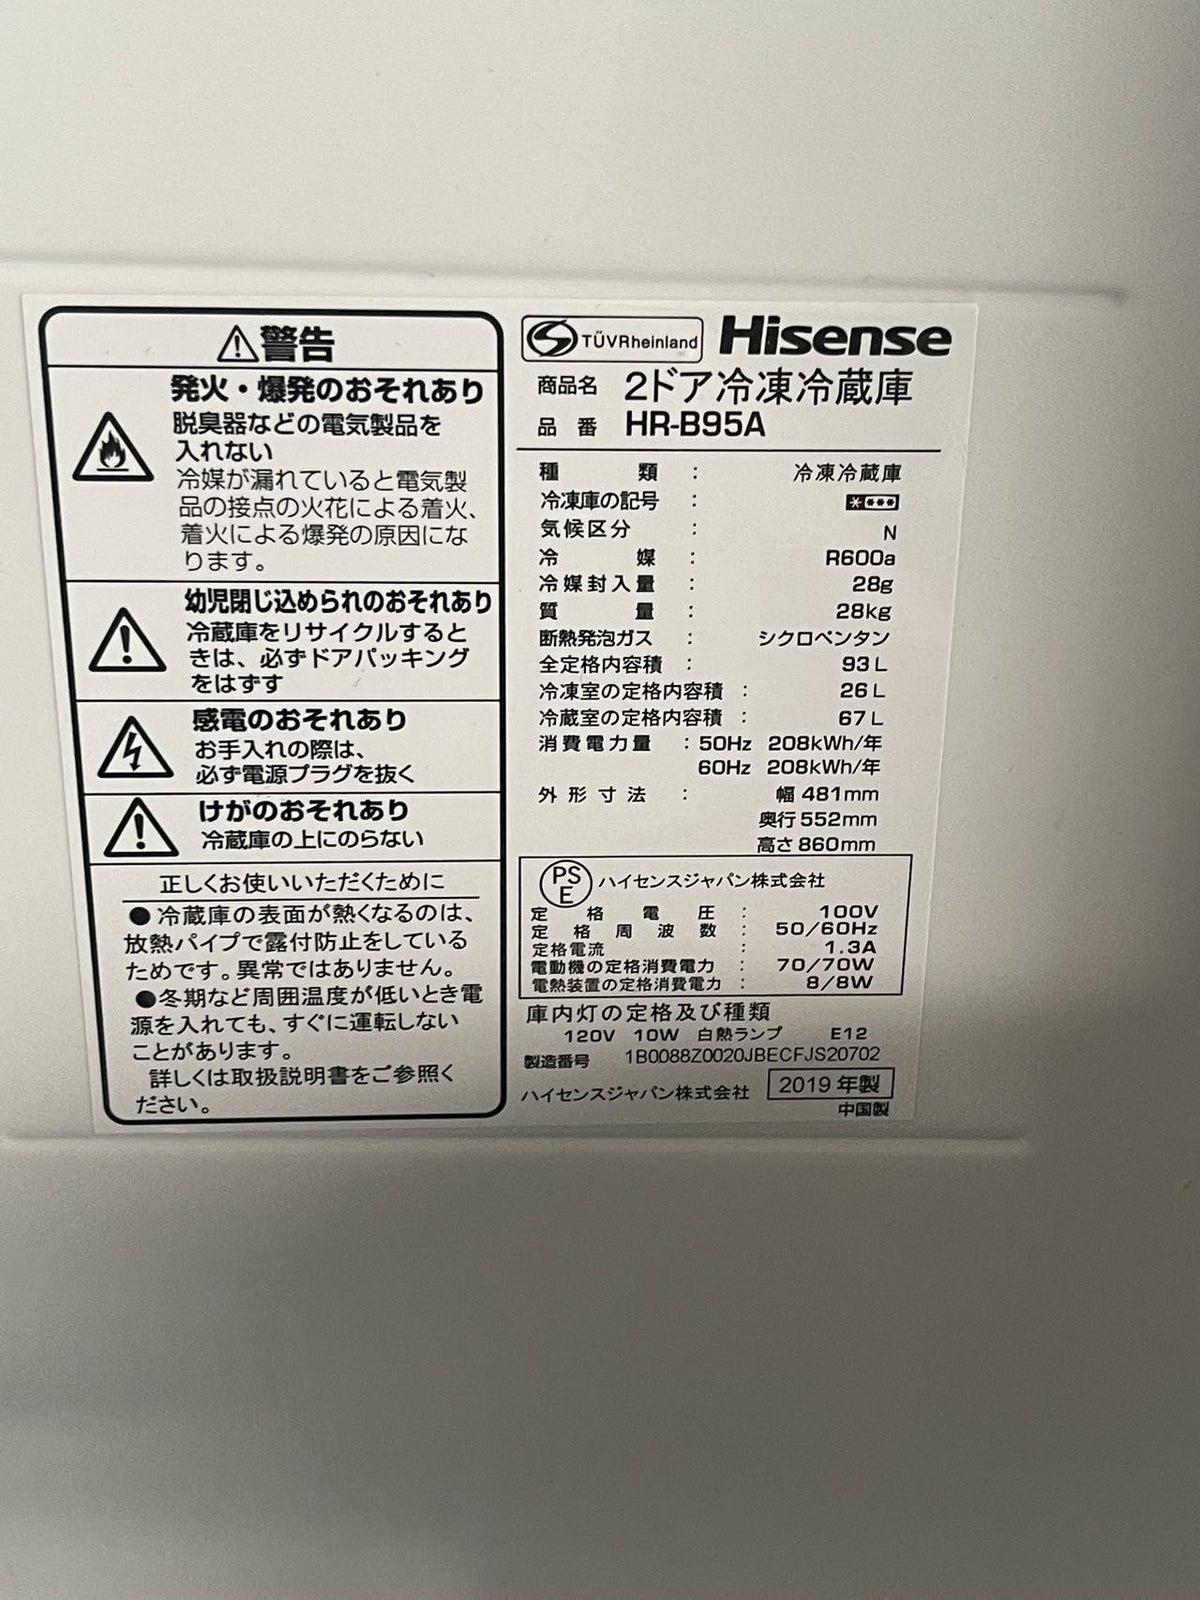 ⚠警告
発火・爆発のおそれあり
脱臭器などの電気製品を
入れない
冷媒が漏れていると電気製
品の接点の火花による着火、
着火による爆発の原因にな
ります。
幼児閉じ込められのおそれあり
冷蔵庫をリサイクルすると
きは、必ずドアパッキング
をはずす
感電のおそれあり
お手入れの際は、
必ず電源プラグを抜く
けがのおそれあり
冷蔵庫の上にのらない
正しくお使いいただくために
●冷蔵庫の表面が熱くなるのは、
放熱パイプで露付防止をしている
ためです。異常ではありません。
●冬期など周囲温度が低いとき電
源を入れても、すぐに運転しない
ことがあります。
詳しくは取扱説明書をご参照く
ださい。
TÜVRheinland Hisense
商品名 2ドア冷凍冷蔵庫
品番 HR-B95A
種類 : 冷凍冷蔵庫
冷凍庫の記号 : ****
気候区分 : N
冷媒 : R600a
冷媒封入量 : 28g
質量 : 28kg
断熱発泡ガス : シクロペンタン
全定格内容積 : 93L
冷凍室の定格内容積 : 26L
冷蔵室の定格内容積 : 67L
消費電力量 : 50Hz 208kWh/年
60Hz 208kWh/年
外形寸法 : 幅 481mm
奥行 552mm
高さ 860mm
PSE ハイセンスジャパン株式会社
定格電圧 : 100V
定格周波数 : 50/60Hz
定格電流 : 1.3A
電動機の定格消費電力 : 70/70W
電熱装置の定格消費電力 : 8/8W
庫内灯の定格及び種類
120V 10W 白熱ランプ E12
製造番号 1B0088Z0020JBECFJS20702
ハイセンスジャパン株式会社 2019年製
中国製